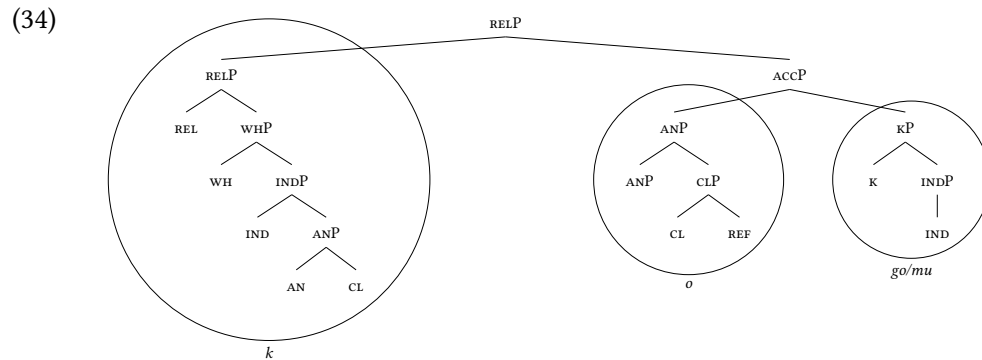 (34)
RELP
RELP ACCP
REL WHP ANP KP
WH INDP ANP CLP K INDP
IND ANP CL REF IND
AN CL
o go/mu
k